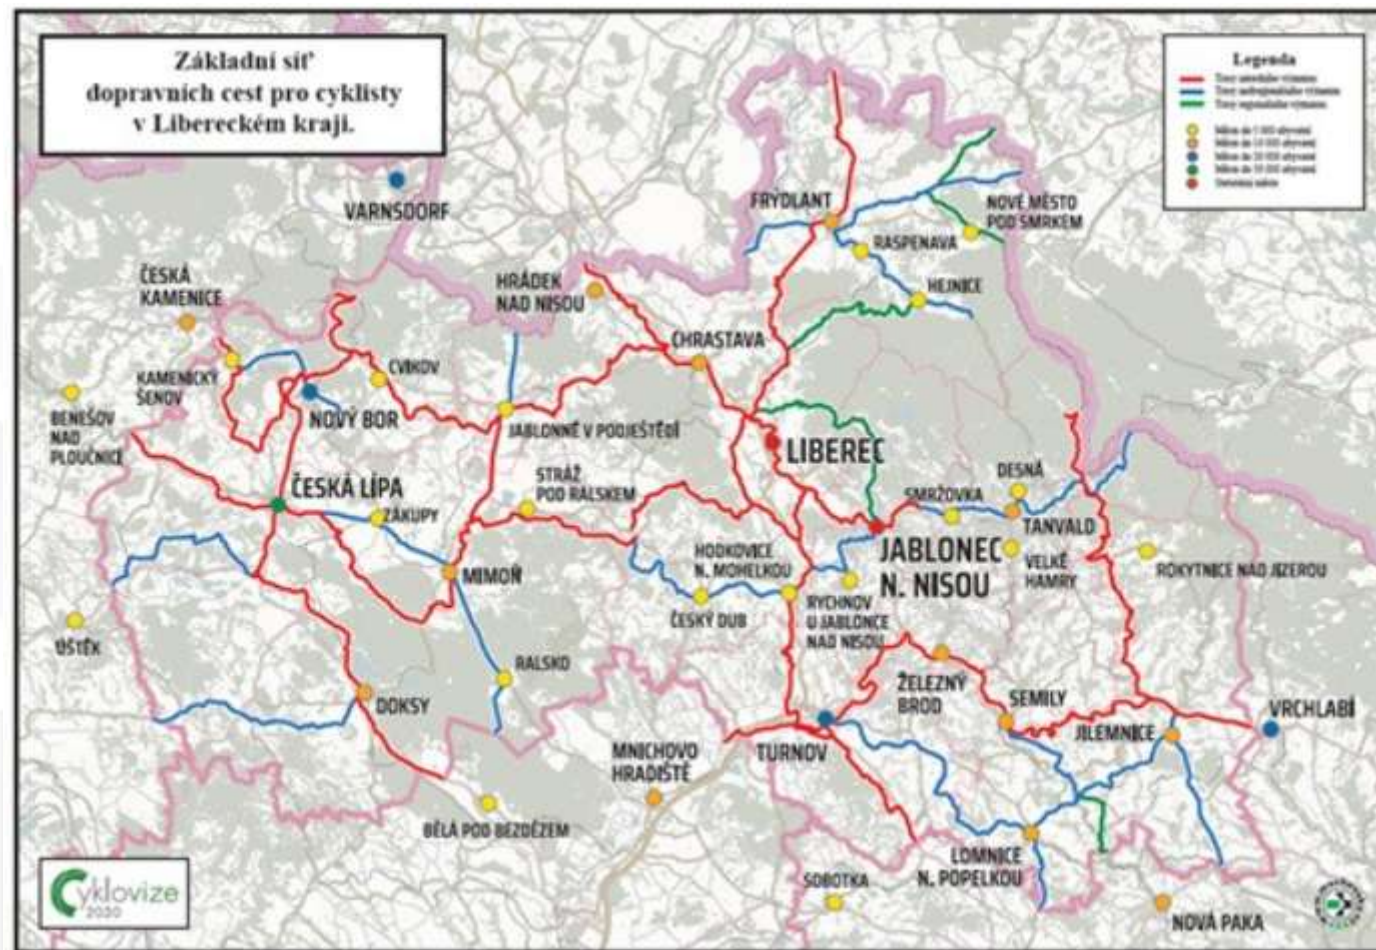 Základní síť
dopravních cest pro cyklisty
v Libereckém kraji.
Legenda
VARNSDORF
FRÝDLANT
NOVÉ MĚSTO
POD SMRKEM
RASPENAVA
ČESKÁ
KAMENICE
HRÁDEK
NAD NISOU
HEJNICE
CHRASTAVA
KAMENICKÝ
ŠENOV
CVIKOV
BENEŠOV
NAD
PLOUČNICE
NOVÝ BOR
JABLONNÉ V PODJEŠTĚDÍ
LIBEREC
ČESKÁ LÍPA
STRÁŽ
POD RALSKEM
DESNÁ
SMRŽOVKA
ZÁKUPY
TANVALD
JABLONEC
N. NISOU
HODKOVICE
N. MOHELKOU
VELKÉ
HAMRY
ROKYTNICE NAD JIZEROU
MIMOŇ
ČESKÝ DUB
RYCHNOV
U JABLONCE
NAD NISOU
ÚŠTĚK
RALSKO
DOKSY
ŽELEZNÝ
BROD
SEMILY
VRCHLABÍ
JILEMNICE
TURNOV
MNICHOVO
HRADIŠTĚ
BĚLÁ POD BEZDĚZEM
LOMNICE
N. POPELKOU
SOBOTKA
NOVÁ PAKA
Cyklovize
2030